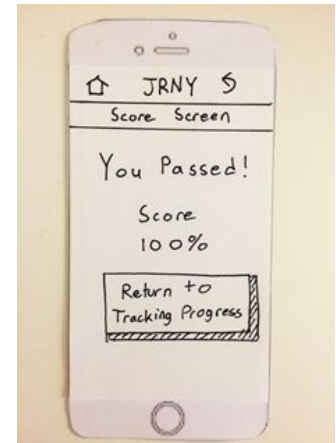 JRNY
Score Screen
You Passed!
Score
100%
Return to
Tracking Progress